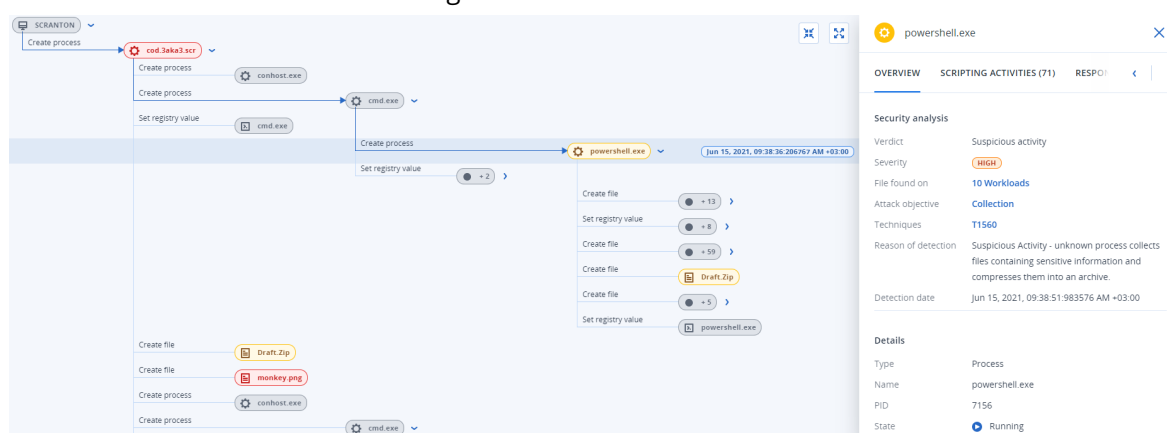 SCRANTON
Create process
cod.3aka3.scr
Create process
conhost.exe
Create process
cmd.exe
Set registry value
cmd.exe
Create process
powershell.exe
Jun 15, 2021, 09:38:36:206767 AM +03:00
Set registry value
+ 2
Create file
+ 13
Set registry value
+ 8
Create file
+ 59
Create file
Draft.Zip
Create file
+ 5
Set registry value
powershell.exe
Create file
Draft.Zip
Create file
monkey.png
Create process
conhost.exe
Create process
cmd.exe
powershell.exe
OVERVIEW SCRIPTING ACTIVITIES (71)
Security analysis
Verdict Suspicious activity
Severity HIGH
File found on 10 Workloads
Attack objective Collection
Techniques T1560
Reason of detection Suspicious Activity - unknown process collects
files containing sensitive information and
compresses them into an archive.
Detection date Jun 15, 2021, 09:38:51:983576 AM +03:00
Details
Type Process
Name powershell.exe
PID 7156
State Running